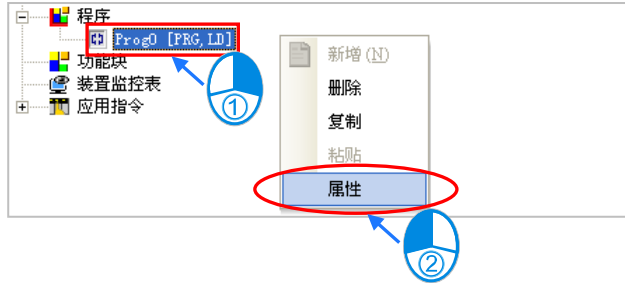 程序
Prog0 [PRG,LD]
功能块
装置监控表
应用指令
新增(N)
删除
复制
粘贴
属性
①
②